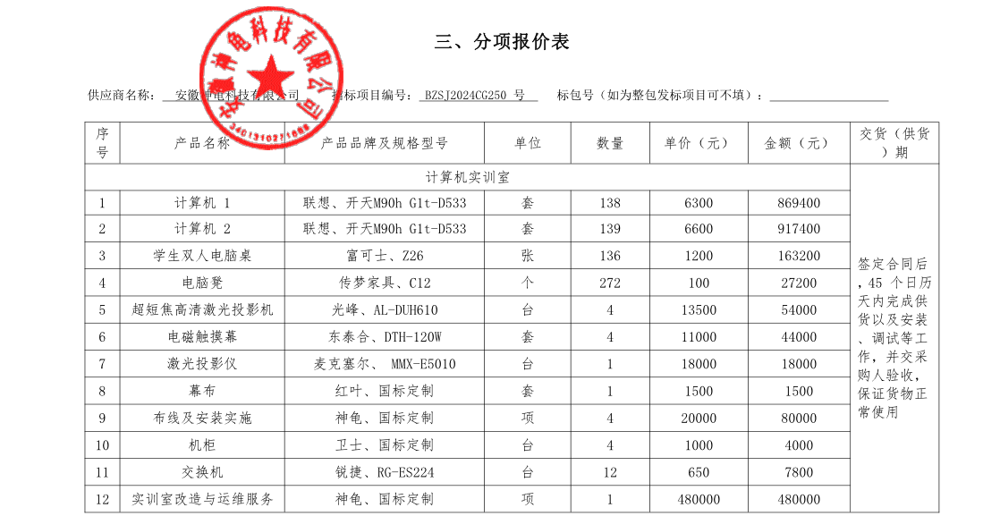 三、分项报价表
供应商名称： 安徽神龟科技有限公司 招标项目编号： BZSJ2024CG250 号 标包号（如为整包发标项目可不填）：
安徽神龟科技有限公司
3401310271088
序号 产品名称 产品品牌及规格型号 单位 数量 单价（元） 金额（元） 交货（供货）期
计算机实训室
1 计算机 1 联想、开天M90h G1t-D533 套 138 6300 869400
2 计算机 2 联想、开天M90h G1t-D533 套 139 6600 917400
3 学生双人电脑桌 富可士、Z26 张 136 1200 163200
4 电脑凳 传梦家具、C12 个 272 100 27200
5 超短焦高清激光投影机 光峰、AL-DUH610 台 4 13500 54000
6 电磁触摸幕 东泰合、DTH-120W 套 4 11000 44000
7 激光投影仪 麦克塞尔、 MMX-E5010 台 1 18000 18000
8 幕布 红叶、国标定制 套 1 1500 1500
9 布线及安装实施 神龟、国标定制 项 4 20000 80000
10 机柜 卫士、国标定制 台 4 1000 4000
11 交换机 锐捷、RG-ES224 台 12 650 7800
12 实训室改造与运维服务 神龟、国标定制 项 1 480000 480000
签定合同后
,45 个日历
天内完成供
货以及安装
、调试等工
作，并交采
购人验收，
保证货物正
常使用